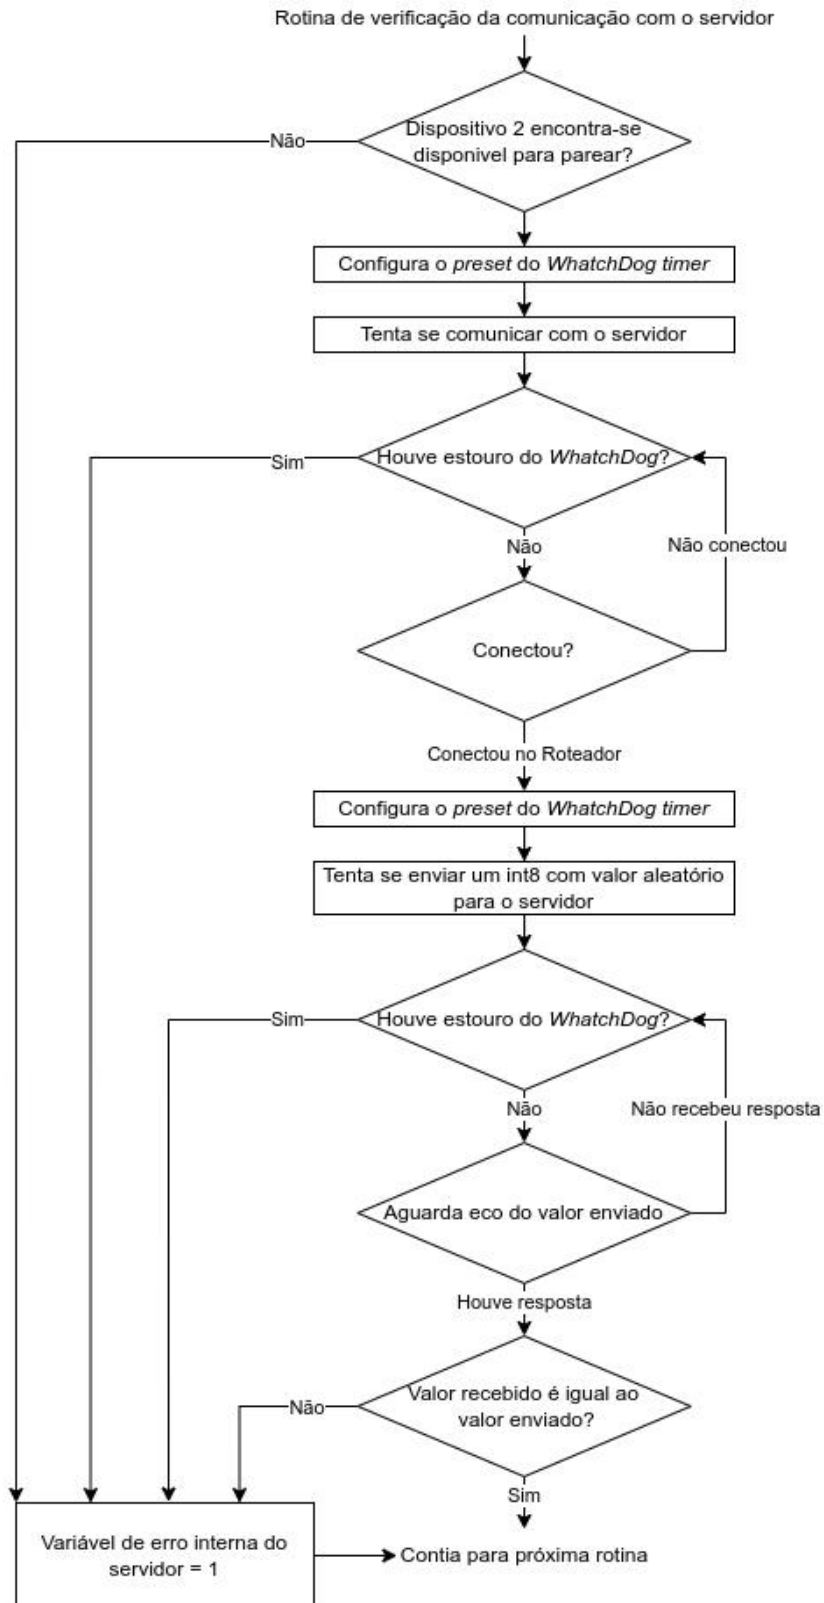 Rotina de verificação da comunicação com o servidor
Dispositivo 2 encontra-se
disponivel para parear?
Não
Configura o preset do WhatchDog timer
Tenta se comunicar com o servidor
Houve estouro do WhatchDog?
Sim
Não
Não conectou
Conectou?
Conectou no Roteador
Configura o preset do WhatchDog timer
Tenta se enviar um int8 com valor aleatório
para o servidor
Houve estouro do WhatchDog?
Sim
Não
Não recebeu resposta
Aguarda eco do valor enviado
Houve resposta
Valor recebido é igual ao
valor enviado?
Não
Sim
Variável de erro interna do
servidor = 1
Contia para próxima rotina